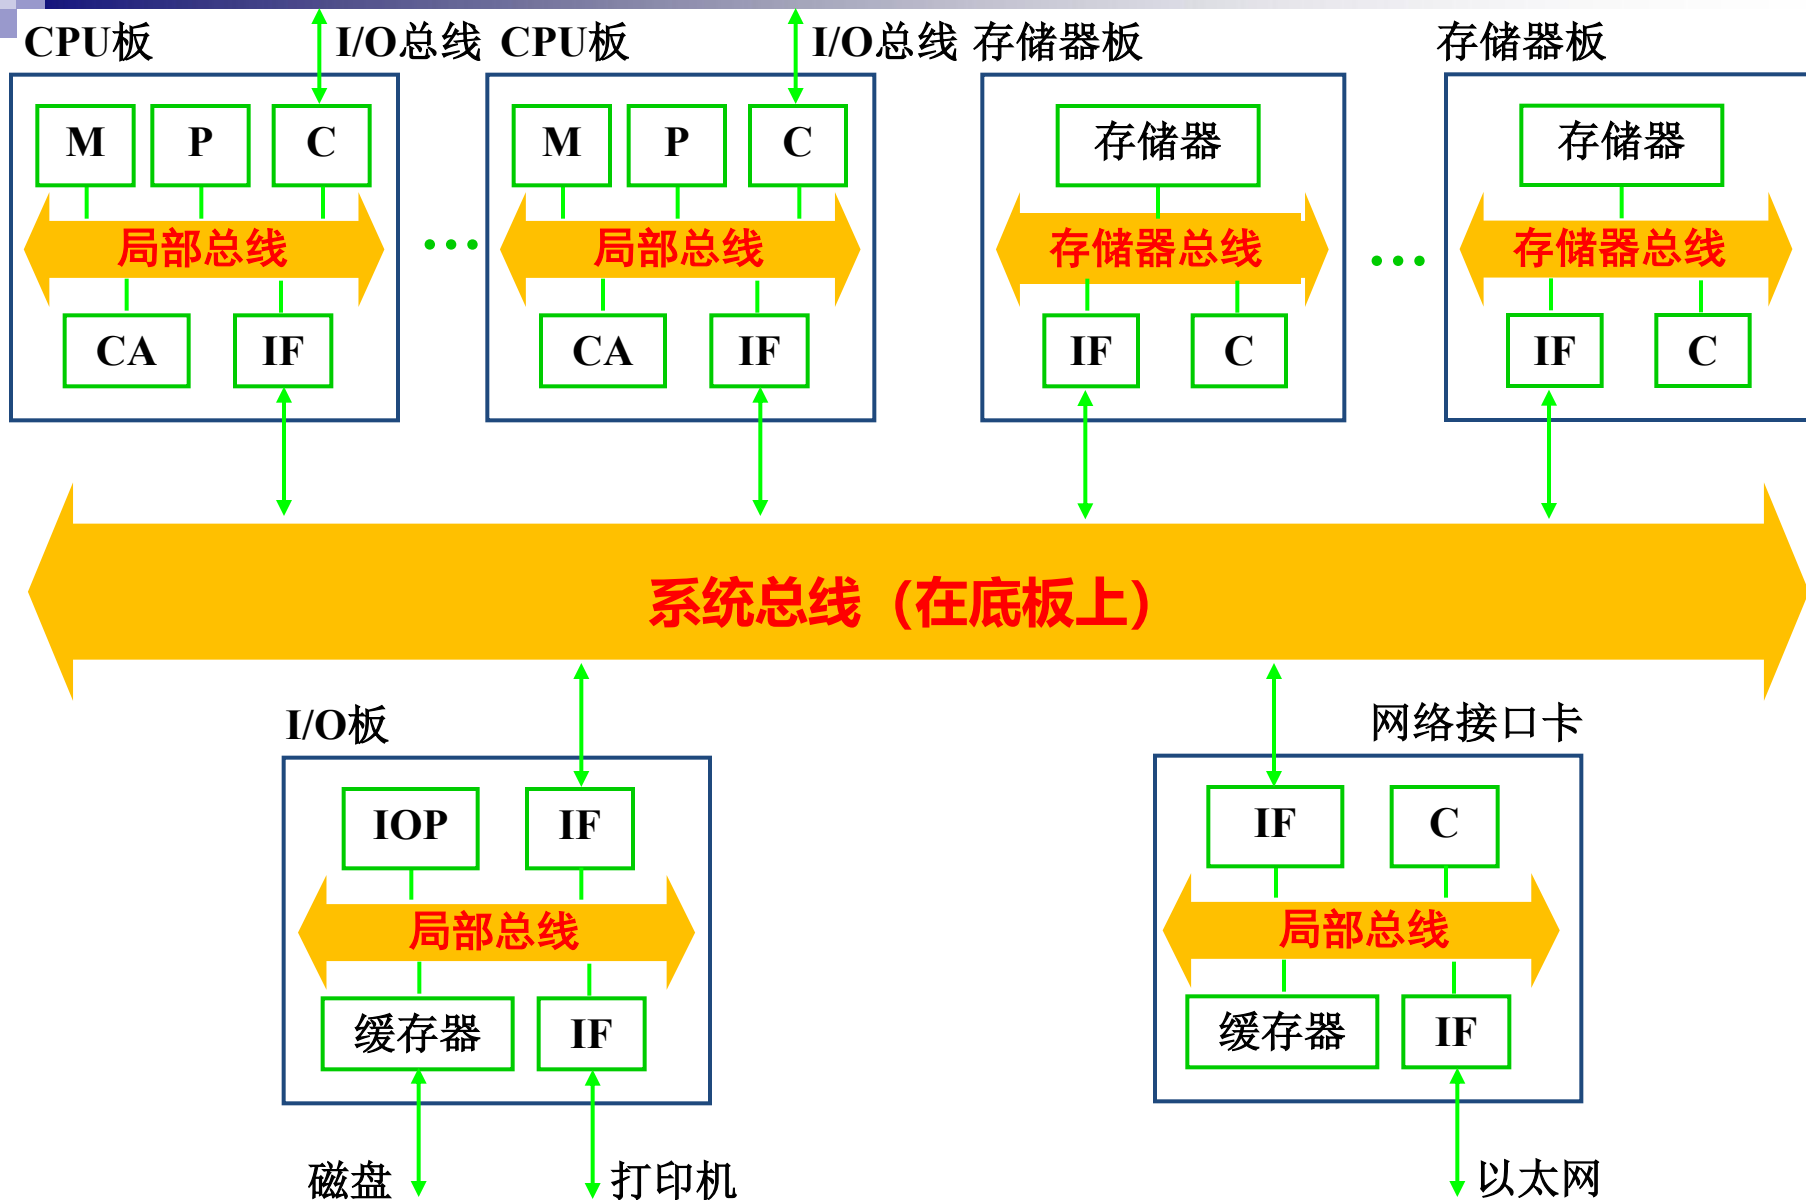 CPU板
I/O总线
CPU板
I/O总线
存储器板
存储器板
M
P
C
M
P
C
存储器
存储器
局部总线
局部总线
存储器总线
存储器总线
CA
IF
CA
IF
IF
C
IF
C
系统总线（在底板上）
I/O板
网络接口卡
IOP
IF
IF
C
局部总线
局部总线
缓存器
IF
缓存器
IF
磁盘
打印机
以太网